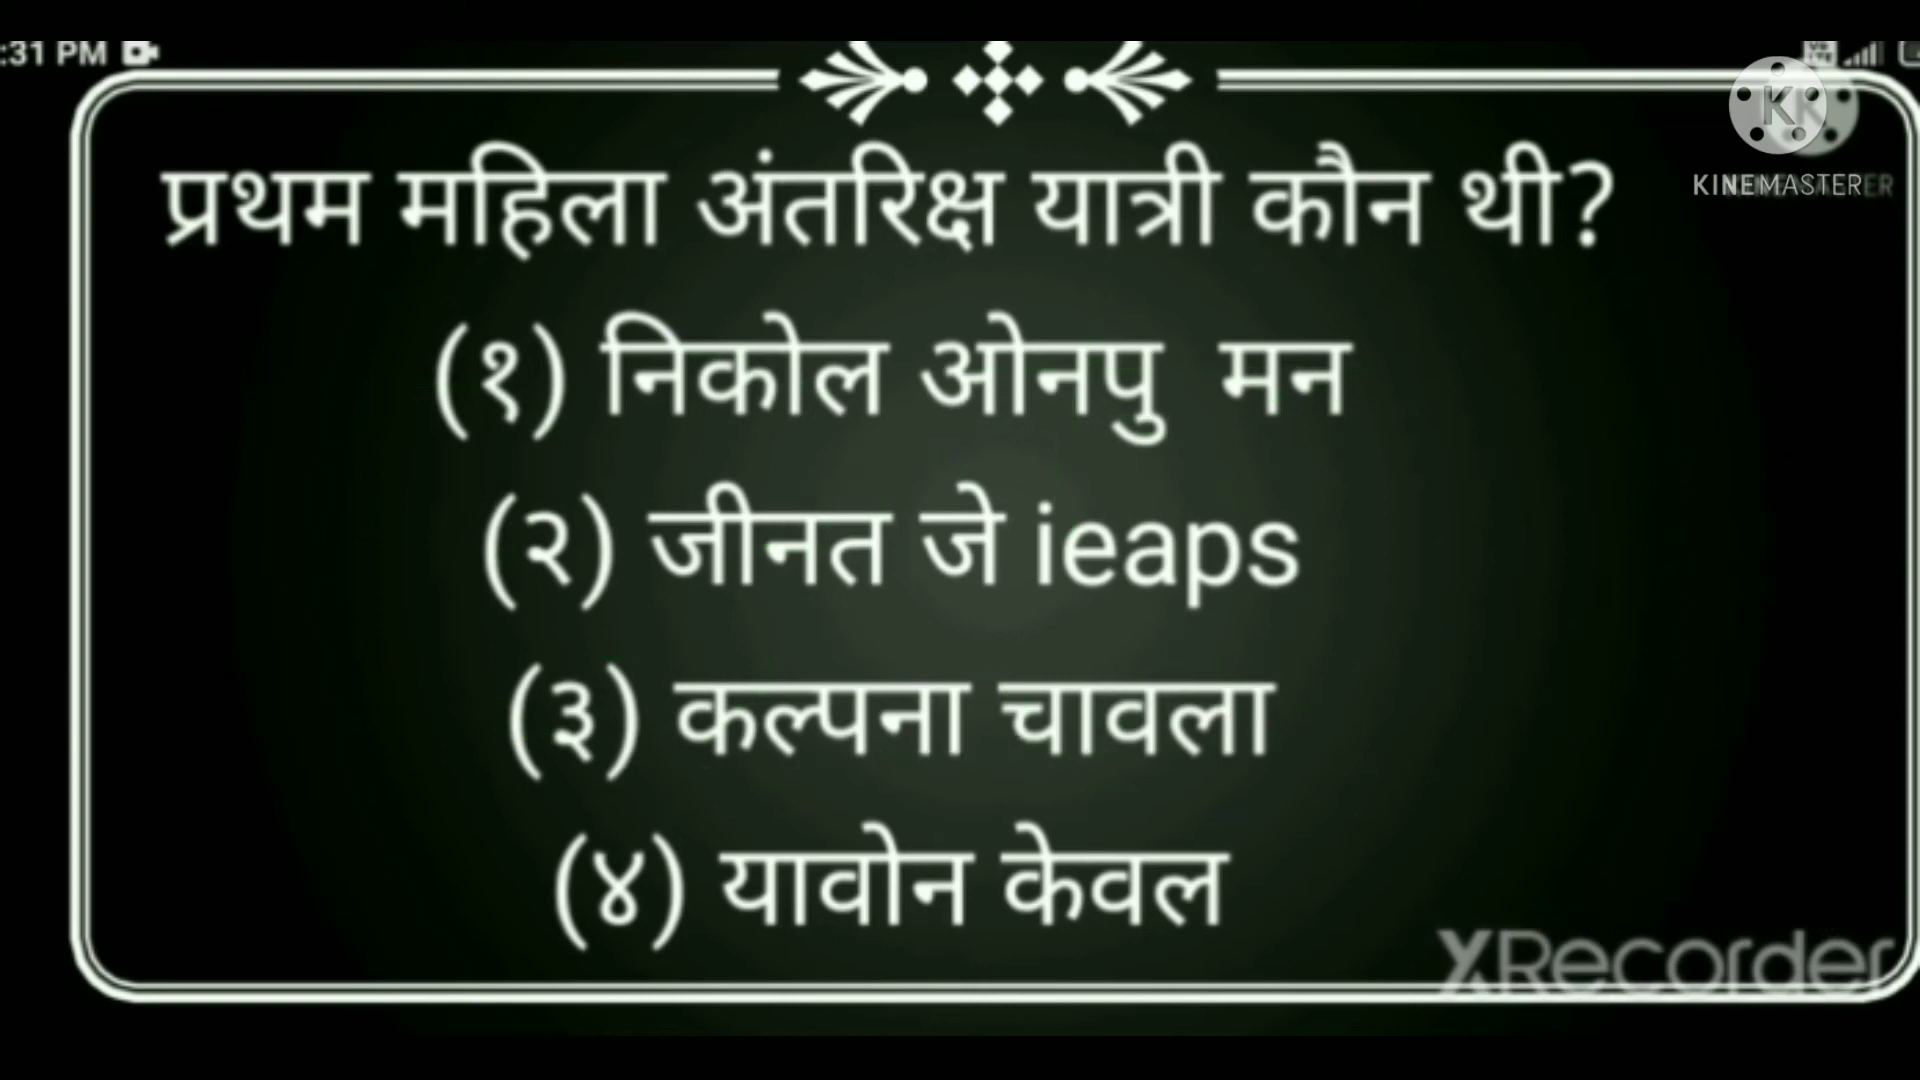 :31 PM
KINEMASTER
प्रथम महिला अंतरिक्ष यात्री कौन थी?
(१) निकोल ओनपु मन
(२) जीनत जे ieaps
(३) कल्पना चावला
(४) यावोन केवल
XRecorder